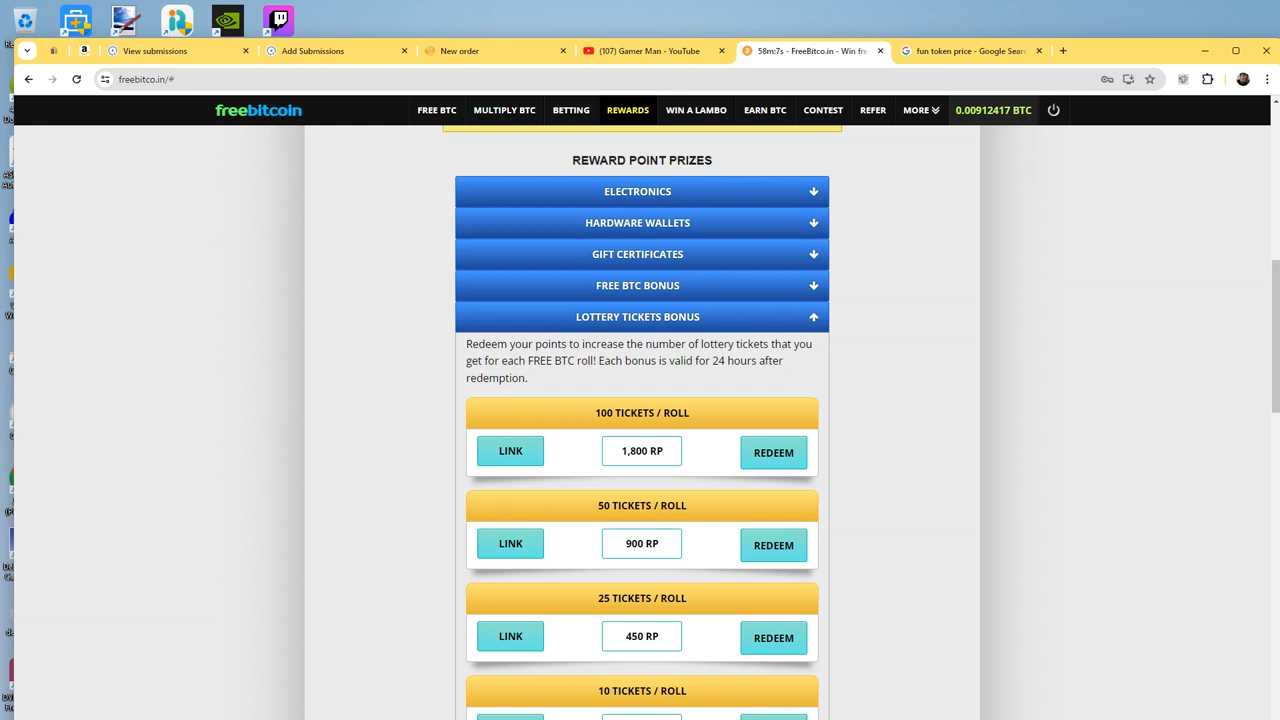 View submissions
Add Submissions
New order
(107) Gamer Man - YouTube
58m:7s - FreeBitco.in - Win fre
fun token price - Google Searc
freebitco.in/#
freebitcoin
FREE BTC
MULTIPLY BTC
BETTING
REWARDS
WIN A LAMBO
EARN BTC
CONTEST
REFER
MORE
0.00912417 BTC
REWARD POINT PRIZES
ELECTRONICS
HARDWARE WALLETS
GIFT CERTIFICATES
FREE BTC BONUS
LOTTERY TICKETS BONUS
Redeem your points to increase the number of lottery tickets that you
get for each FREE BTC roll! Each bonus is valid for 24 hours after
redemption.
100 TICKETS / ROLL
LINK
1,800 RP
REDEEM
50 TICKETS / ROLL
LINK
900 RP
REDEEM
25 TICKETS / ROLL
LINK
450 RP
REDEEM
10 TICKETS / ROLL